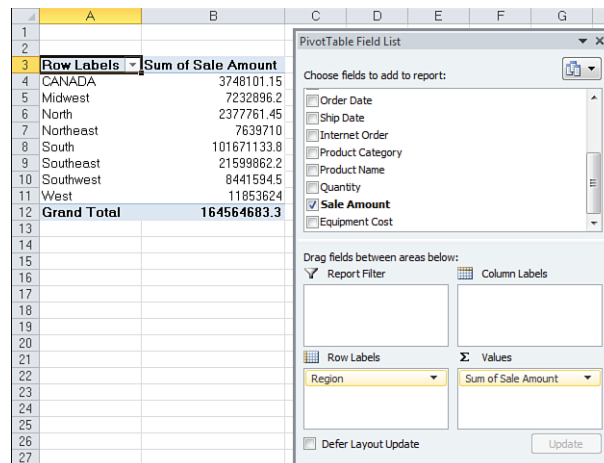 A B C D E F G
1
2
3 Row Labels Sum of Sale Amount
4 CANADA 3748101.15
5 Midwest 7232896.2
6 North 2377761.45
7 Northeast 7639710
8 South 101671133.8
9 Southeast 21599862.2
10 Southwest 8441594.5
11 West 11853624
12 Grand Total 164564683.3
13
14
15
16
17
18
19
20
21
22
23
24
25
26
27
PivotTable Field List
Choose fields to add to report:
Order Date
Ship Date
Internet Order
Product Category
Product Name
Quantity
Sale Amount
Equipment Cost
Drag fields between areas below:
Report Filter Column Labels
Row Labels Σ Values
Region Sum of Sale Amount
Defer Layout Update Update